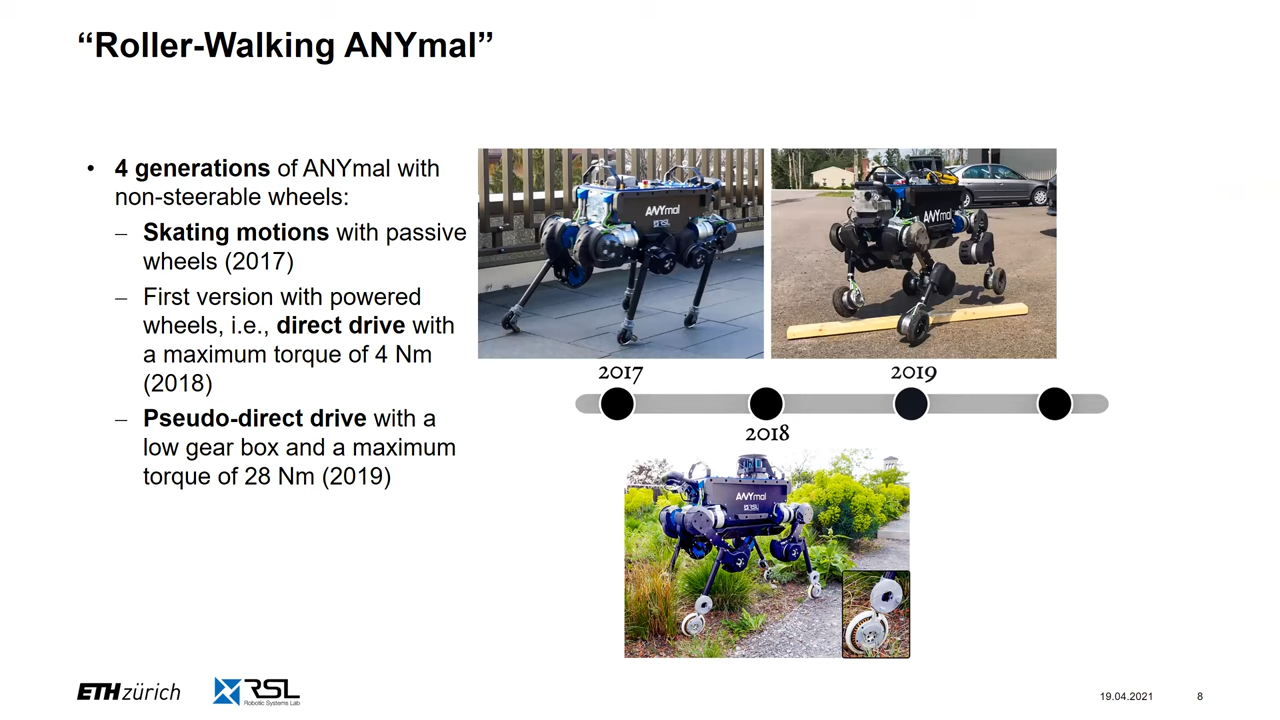 “Roller-Walking ANYmal”
• 4 generations of ANYmal with
non-steerable wheels:
– Skating motions with passive
wheels (2017)
– First version with powered
wheels, i.e., direct drive with
a maximum torque of 4 Nm
(2018)
– Pseudo-direct drive with a
low gear box and a maximum
torque of 28 Nm (2019)
ANYmal
RSL
ANYmal
2017
2019
2018
ANYmal
RSL
ETH zürich
RSL
Robotic Systems Lab
19.04.2021
8